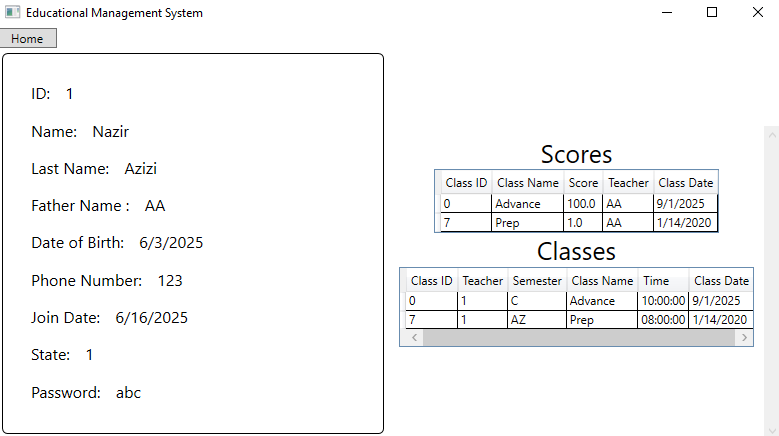 Educational Management System
Home
ID: 1
Name: Nazir
Last Name: Azizi
Father Name : AA
Date of Birth: 6/3/2025
Phone Number: 123
Join Date: 6/16/2025
State: 1
Password: abc
Scores
Class ID Class Name Score Teacher Class Date
0 Advance 100.0 AA 9/1/2025
7 Prep 1.0 AA 1/14/2020
Classes
Class ID Teacher Semester Class Name Time Class Date
0 1 C Advance 10:00:00 9/1/2025
7 1 AZ Prep 08:00:00 1/14/2020